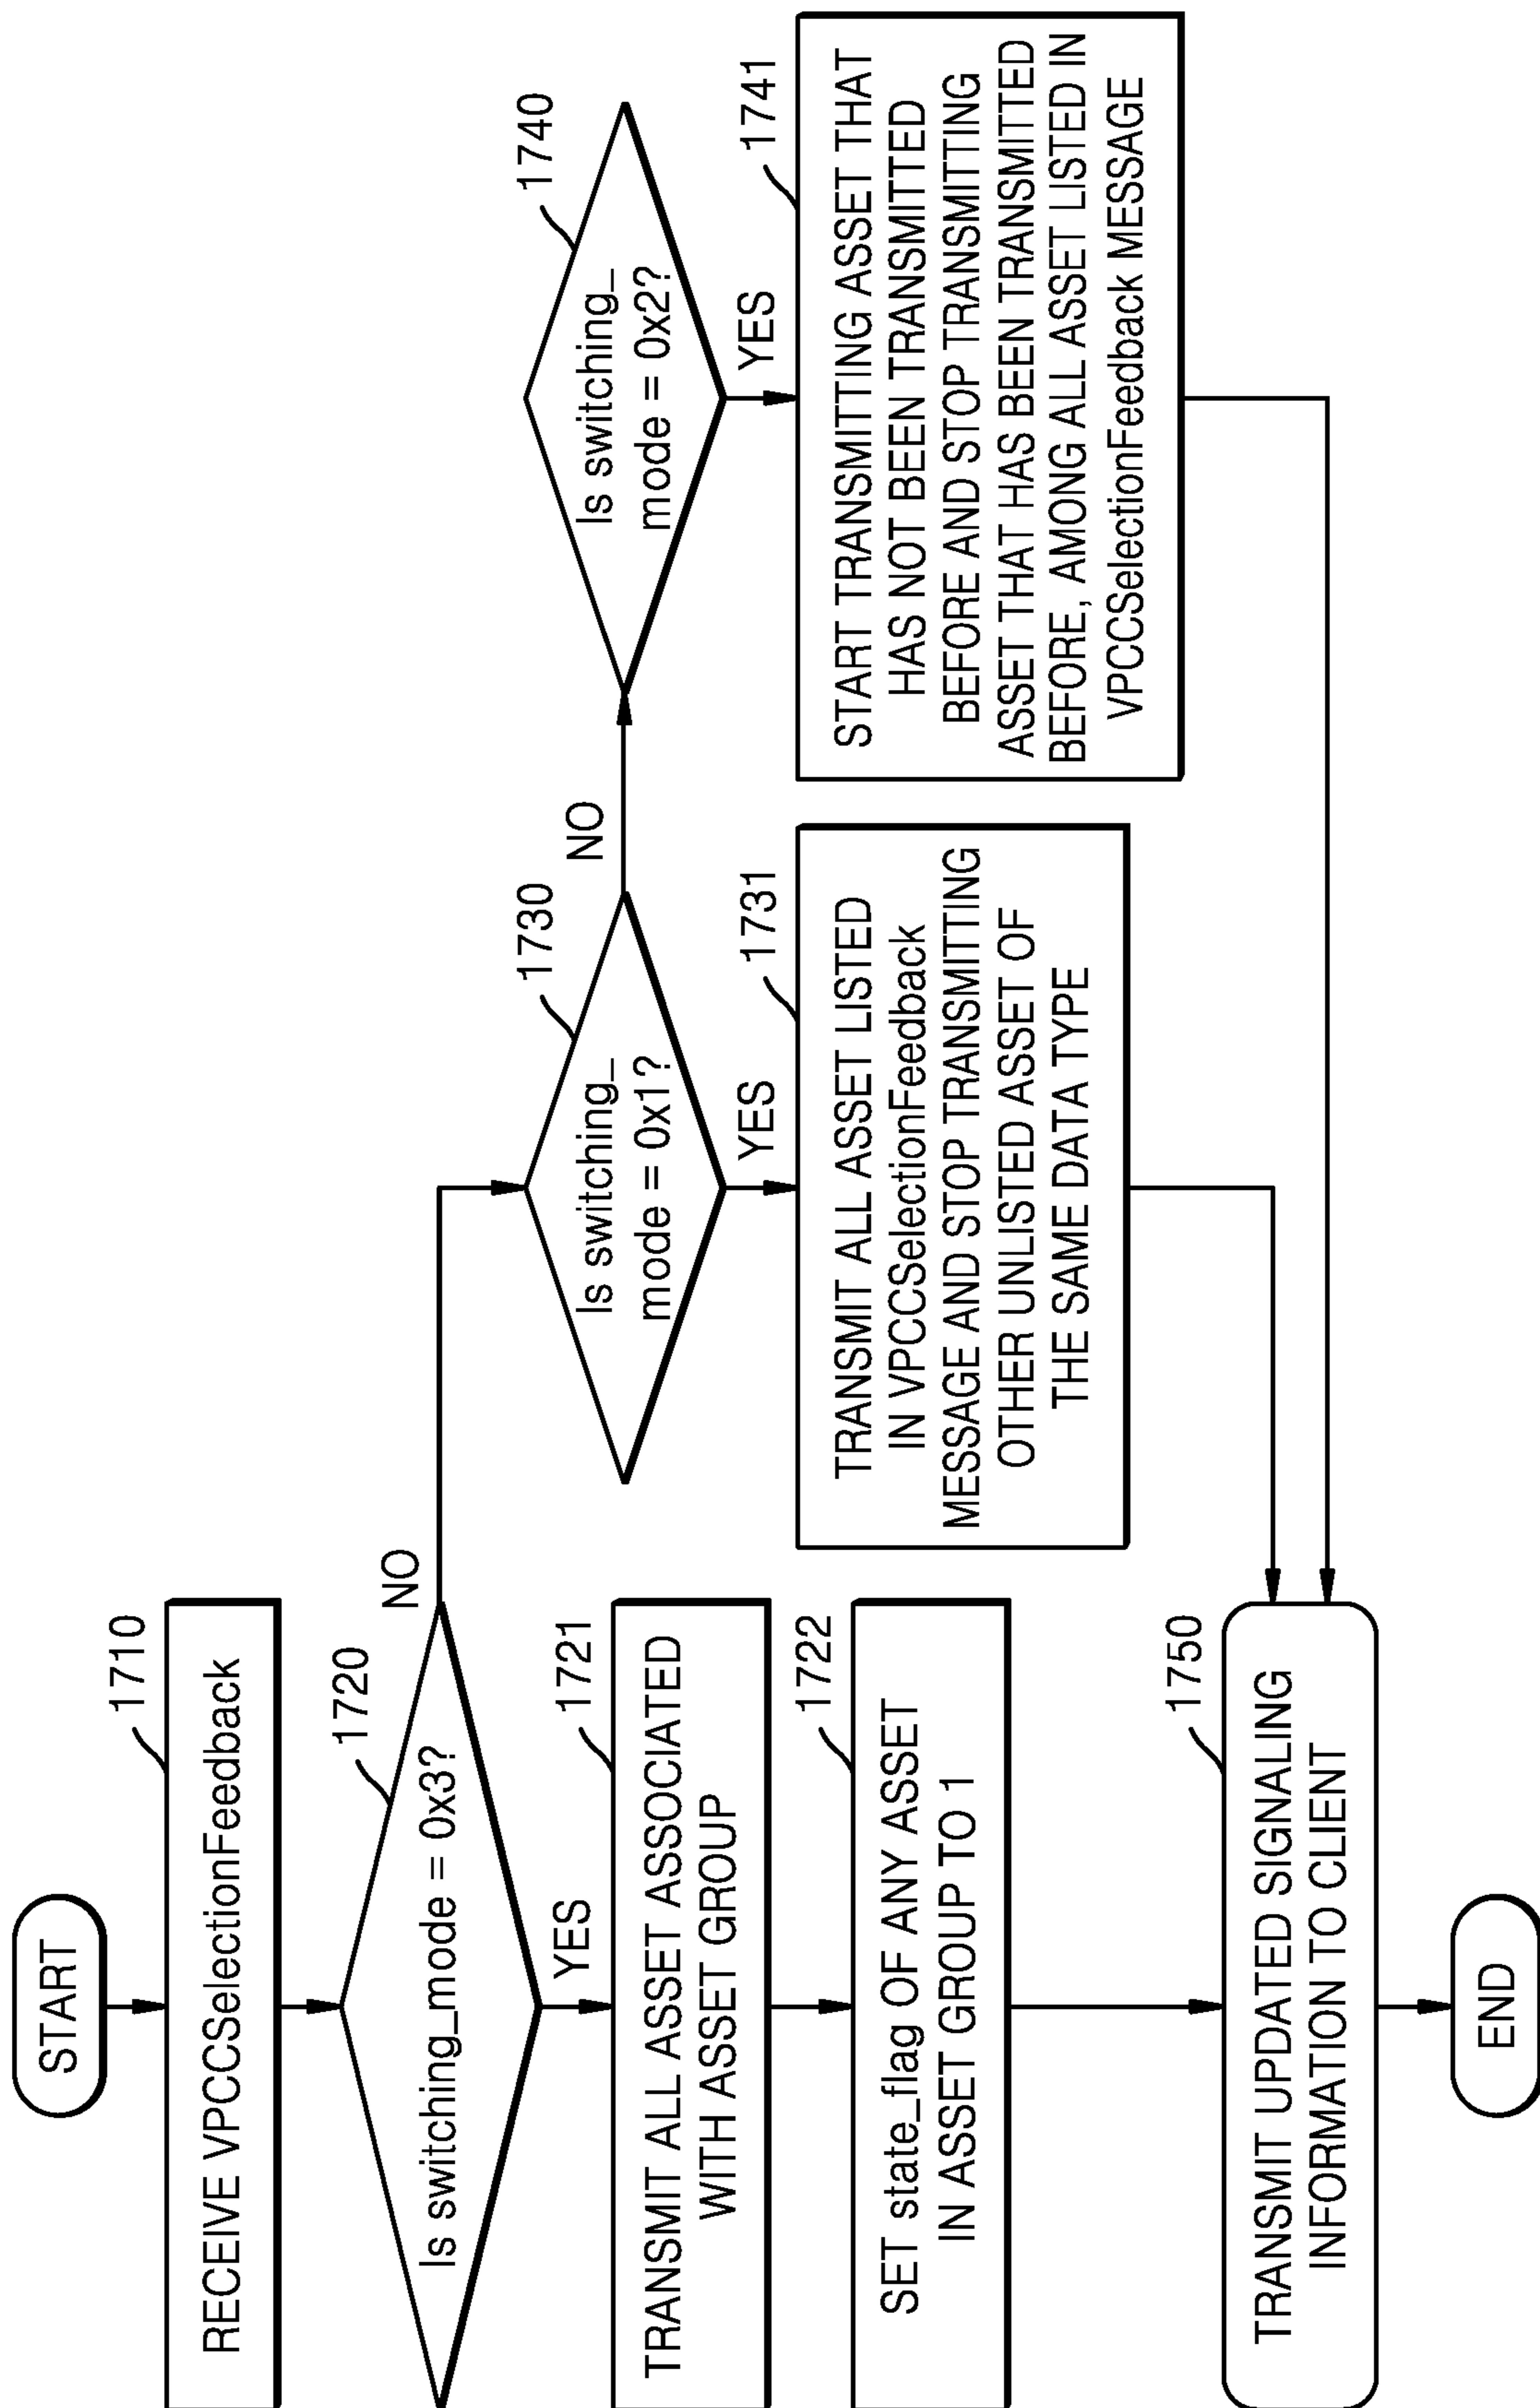 START
1710
RECEIVE VPCCSelectionFeedback
1720
Is switching_mode = 0x3?
NO
YES
1721
TRANSMIT ALL ASSET ASSOCIATED
WITH ASSET GROUP
1722
SET state_flag OF ANY ASSET
IN ASSET GROUP TO 1
1730
Is switching_
mode = 0x1?
NO
YES
1731
TRANSMIT ALL ASSET LISTED
IN VPCCSelectionFeedback
MESSAGE AND STOP TRANSMITTING
OTHER UNLISTED ASSET OF
THE SAME DATA TYPE
1740
Is switching_
mode = 0x2?
YES
1741
START TRANSMITTING ASSET THAT
HAS NOT BEEN TRANSMITTED
BEFORE AND STOP TRANSMITTING
ASSET THAT HAS BEEN TRANSMITTED
BEFORE, AMONG ALL ASSET LISTED IN
VPCCSelectionFeedback MESSAGE
1750
TRANSMIT UPDATED SIGNALING
INFORMATION TO CLIENT
END